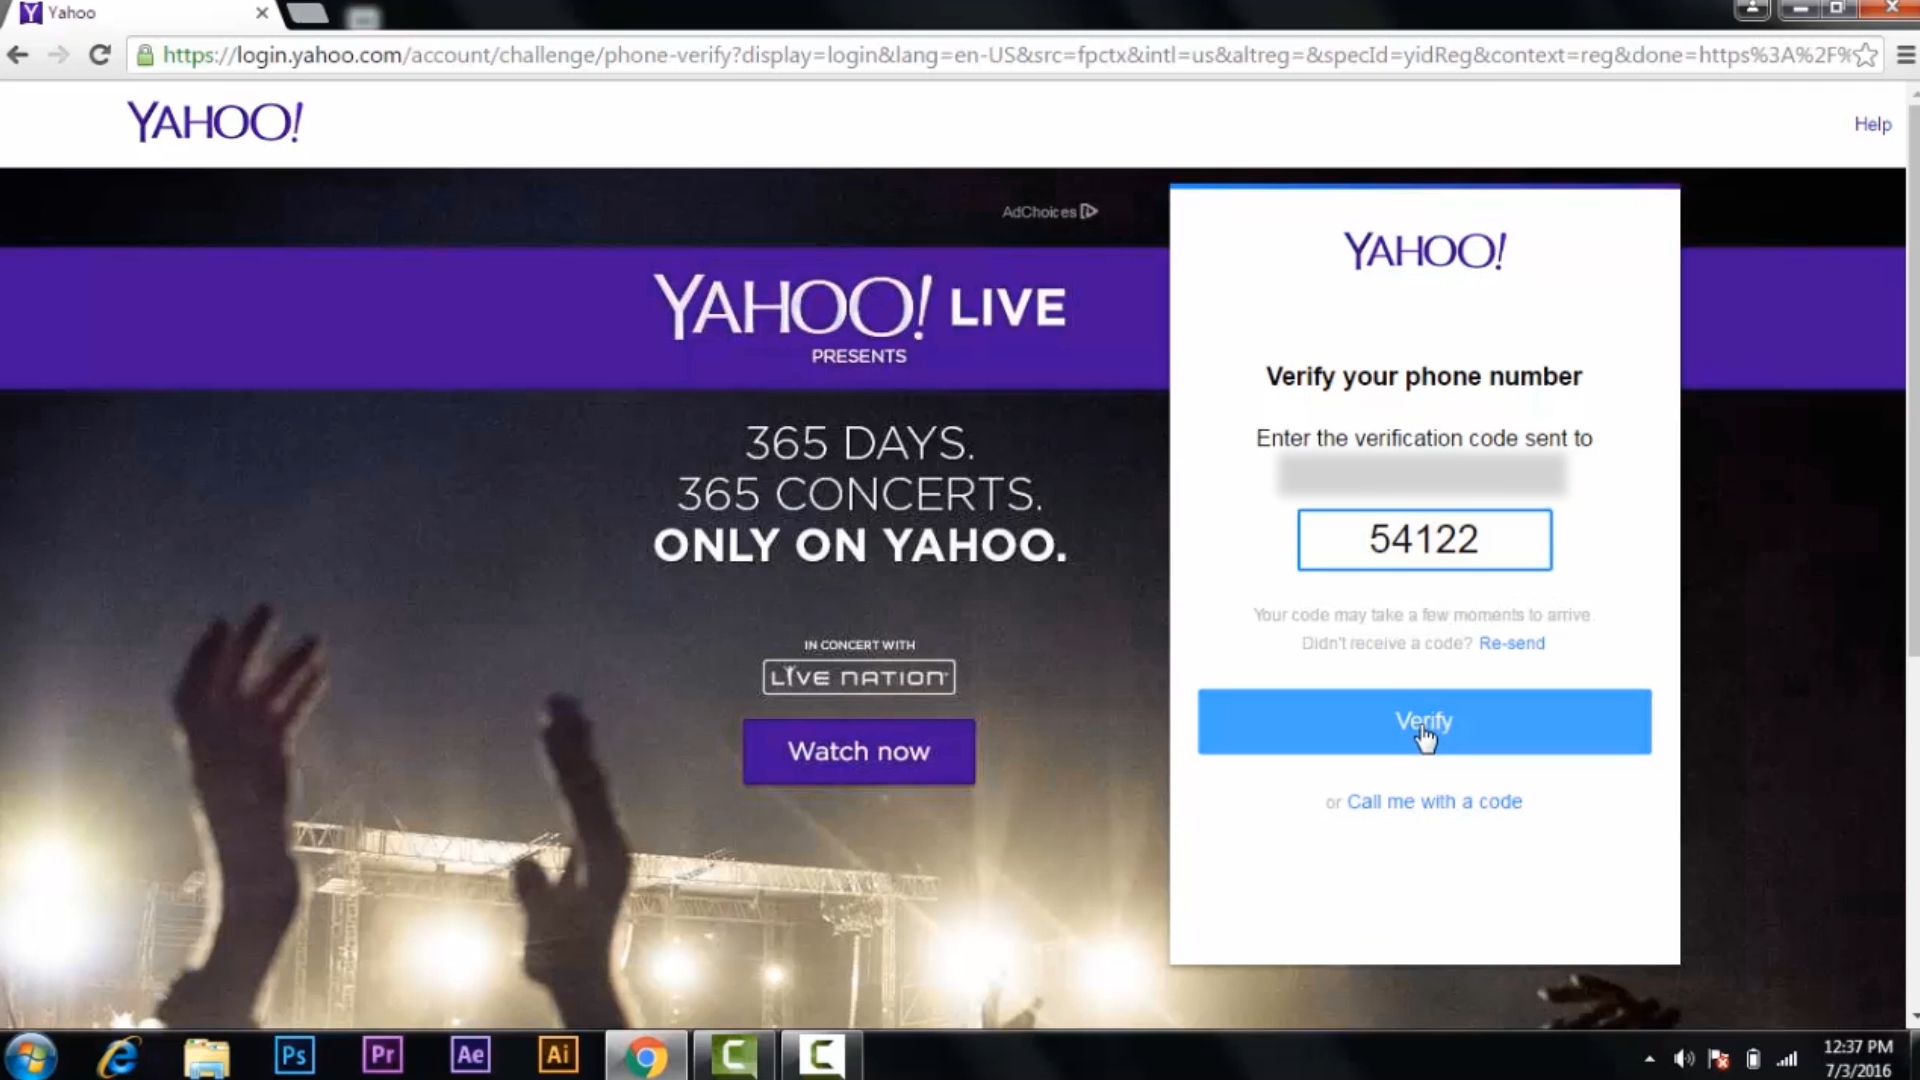 Yahoo
https://login.yahoo.com/account/challenge/phone-verify?display=login&lang=en-US&src=fpctx&intl=us&altreg=&specId=yidReg&context=reg&done=https%3A%2F%
YAHOO!
Help
AdChoices
YAHOO! LIVE
PRESENTS
365 DAYS.
365 CONCERTS.
ONLY ON YAHOO.
IN CONCERT WITH
LIVE NATION
Watch now
YAHOO!
Verify your phone number
Enter the verification code sent to
54122
Your code may take a few moments to arrive.
Didn't receive a code? Re-send
Verify
or Call me with a code
Ps Pr Ae Ai
12:37 PM
7/3/2016